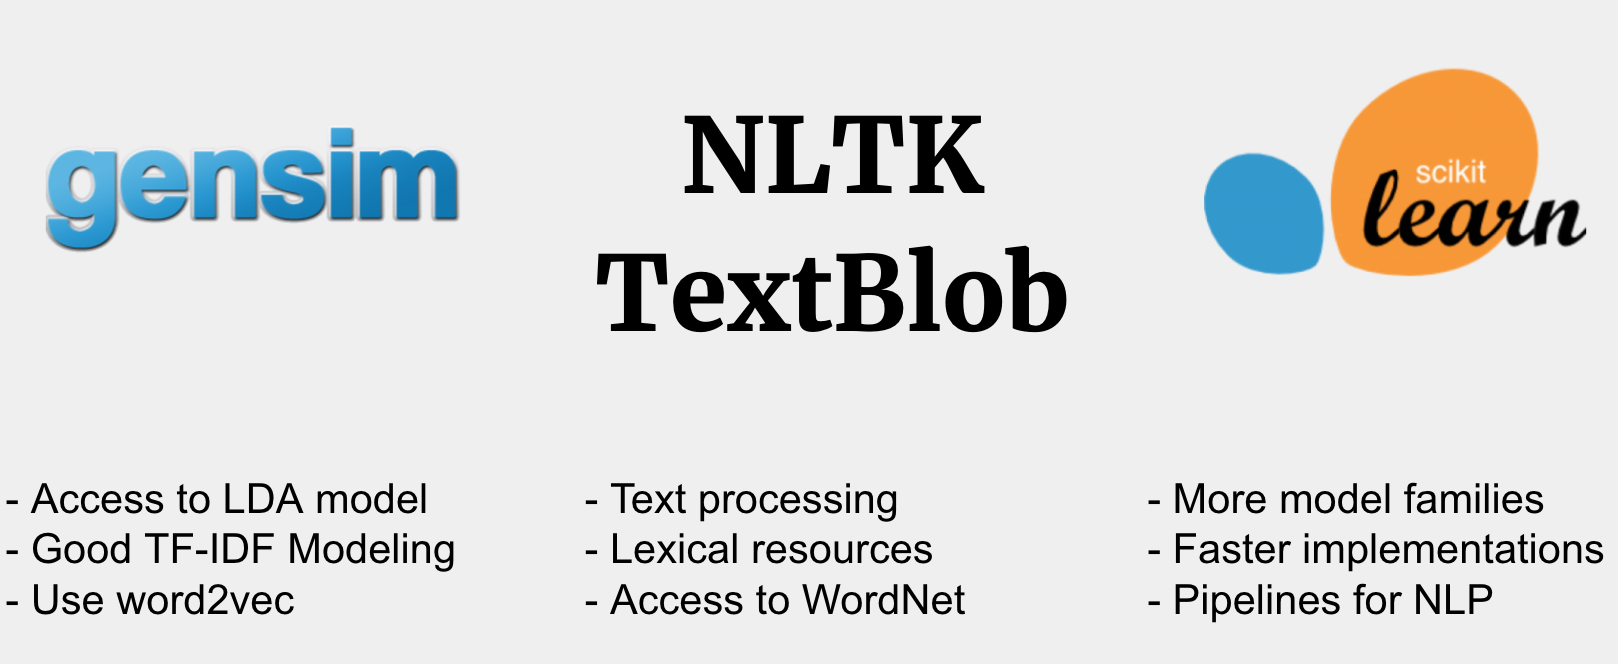 gensim
- Access to LDA model
- Good TF-IDF Modeling
- Use word2vec
NLTK
TextBlob
- Text processing
- Lexical resources
- Access to WordNet
scikit
learn
- More model families
- Faster implementations
- Pipelines for NLP